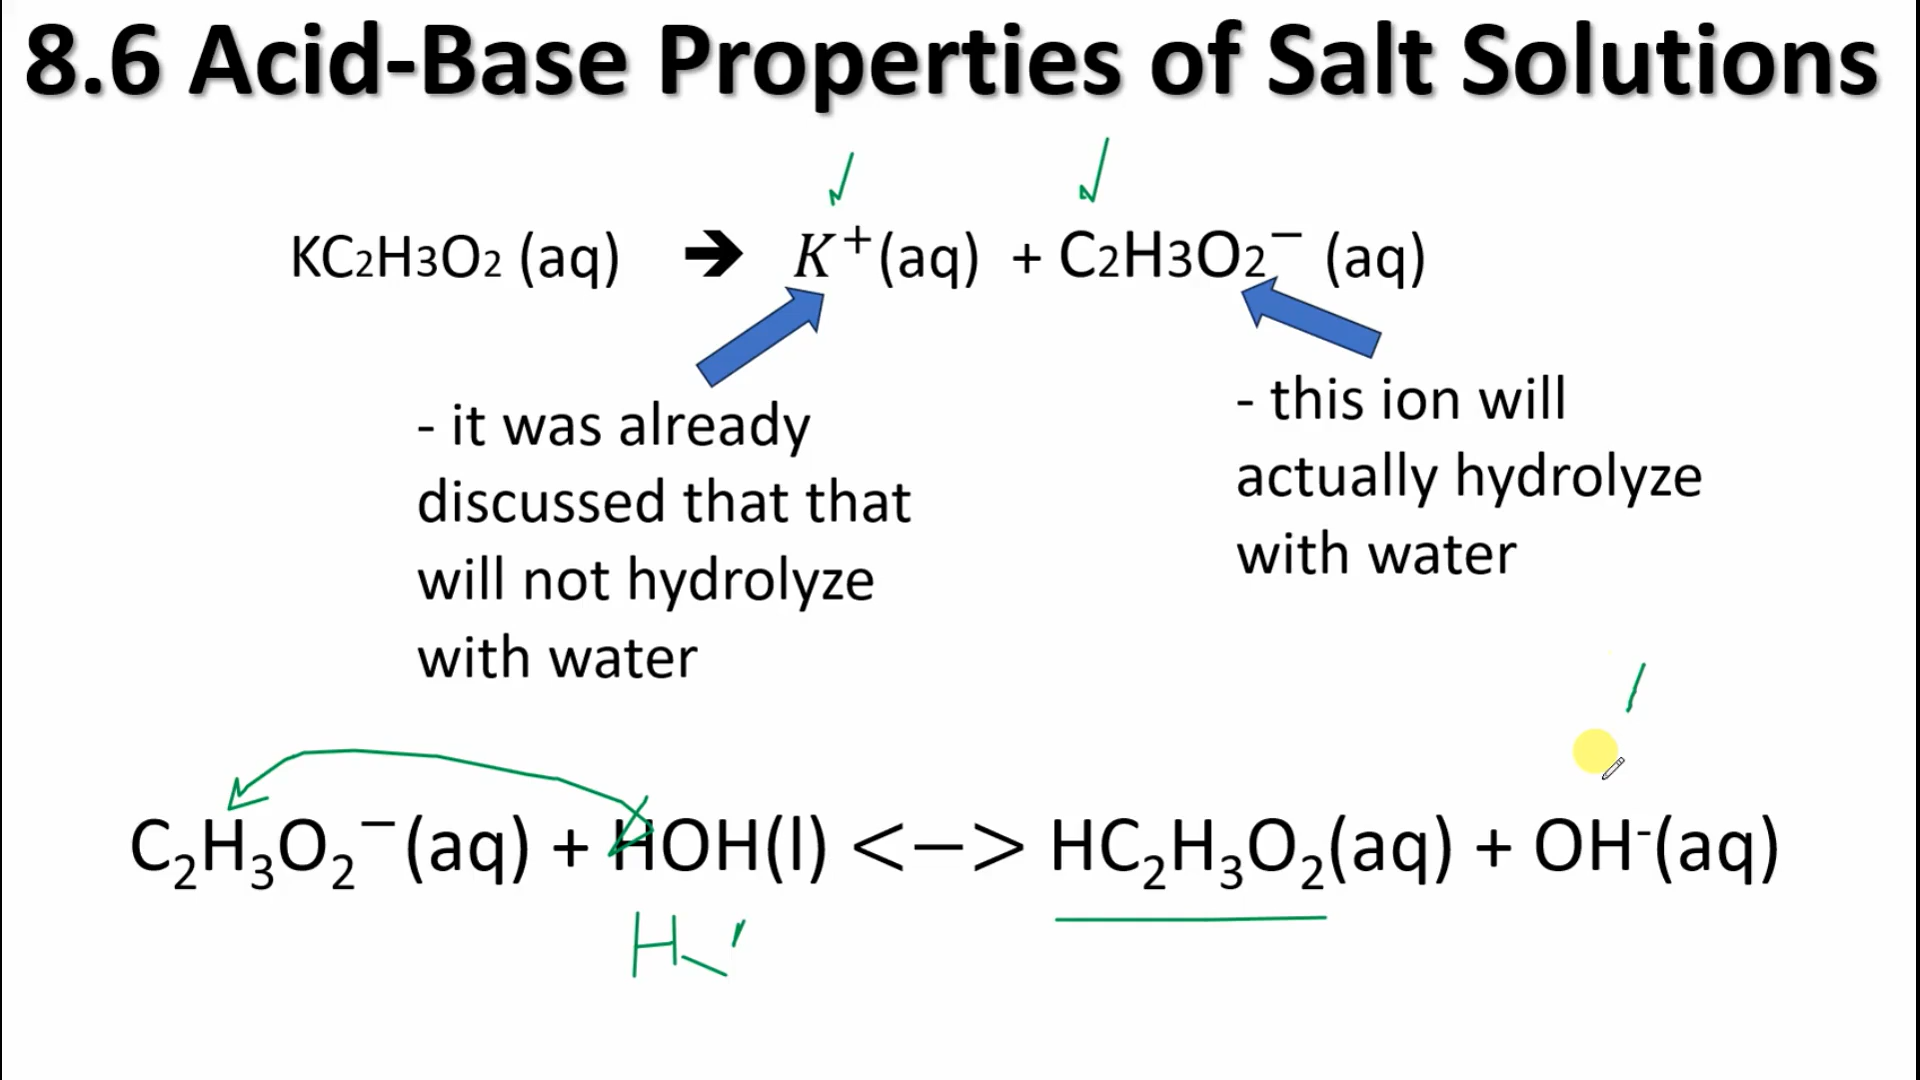 8.6 Acid-Base Properties of Salt Solutions
KC2H3O2 (aq) ➔ K⁺(aq) + C2H3O2⁻ (aq)
- it was already
discussed that that
will not hydrolyze
with water
- this ion will
actually hydrolyze
with water
C₂H₃O₂⁻(aq) + HOH(l) <–> HC₂H₃O₂(aq) + OH⁻(aq)
H